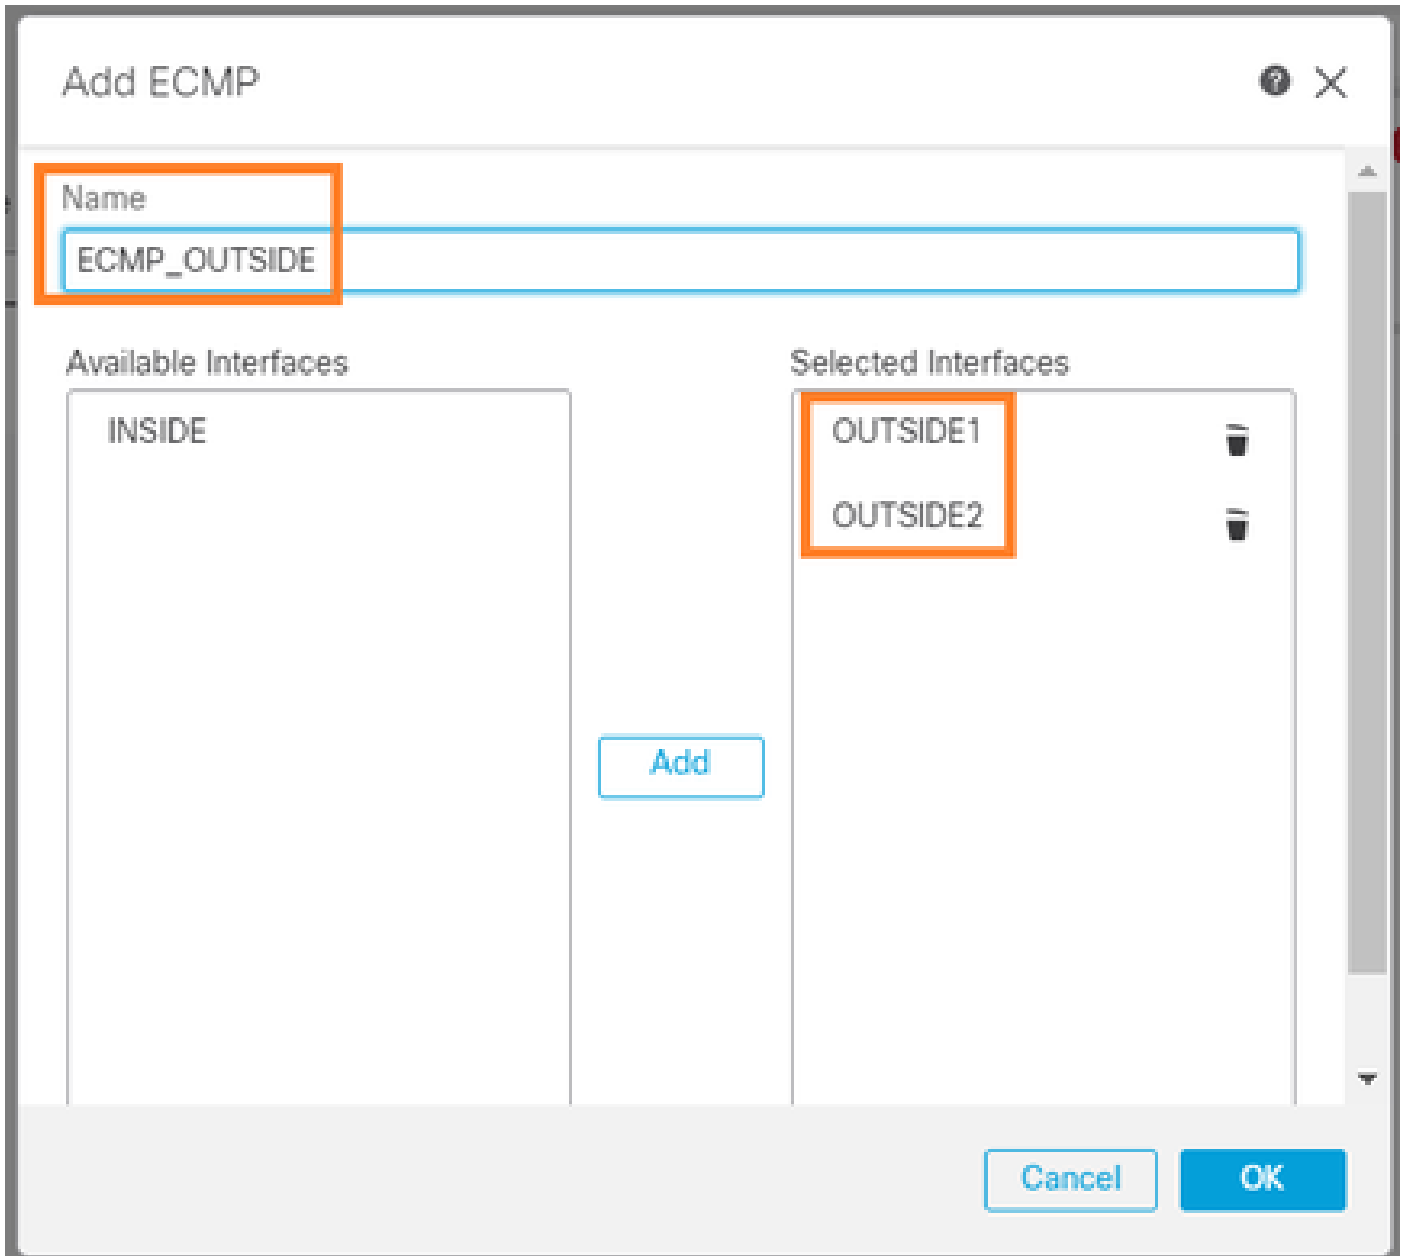 Add ECMP
Name
ECMP_OUTSIDE
Available Interfaces
Selected Interfaces
INSIDE
OUTSIDE1
OUTSIDE2
Add
Cancel
OK